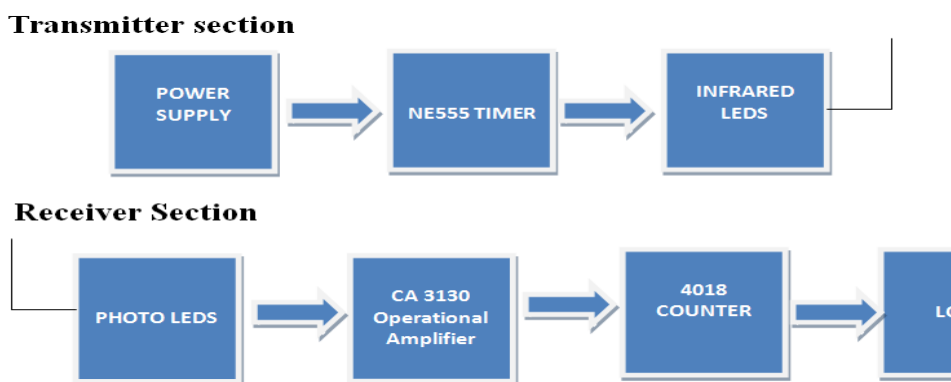 Transmitter section
POWER
SUPPLY
NE555 TIMER
INFRARED
LEDS
Receiver Section
PHOTO LEDS
CA 3130
Operational
Amplifier
4018
COUNTER